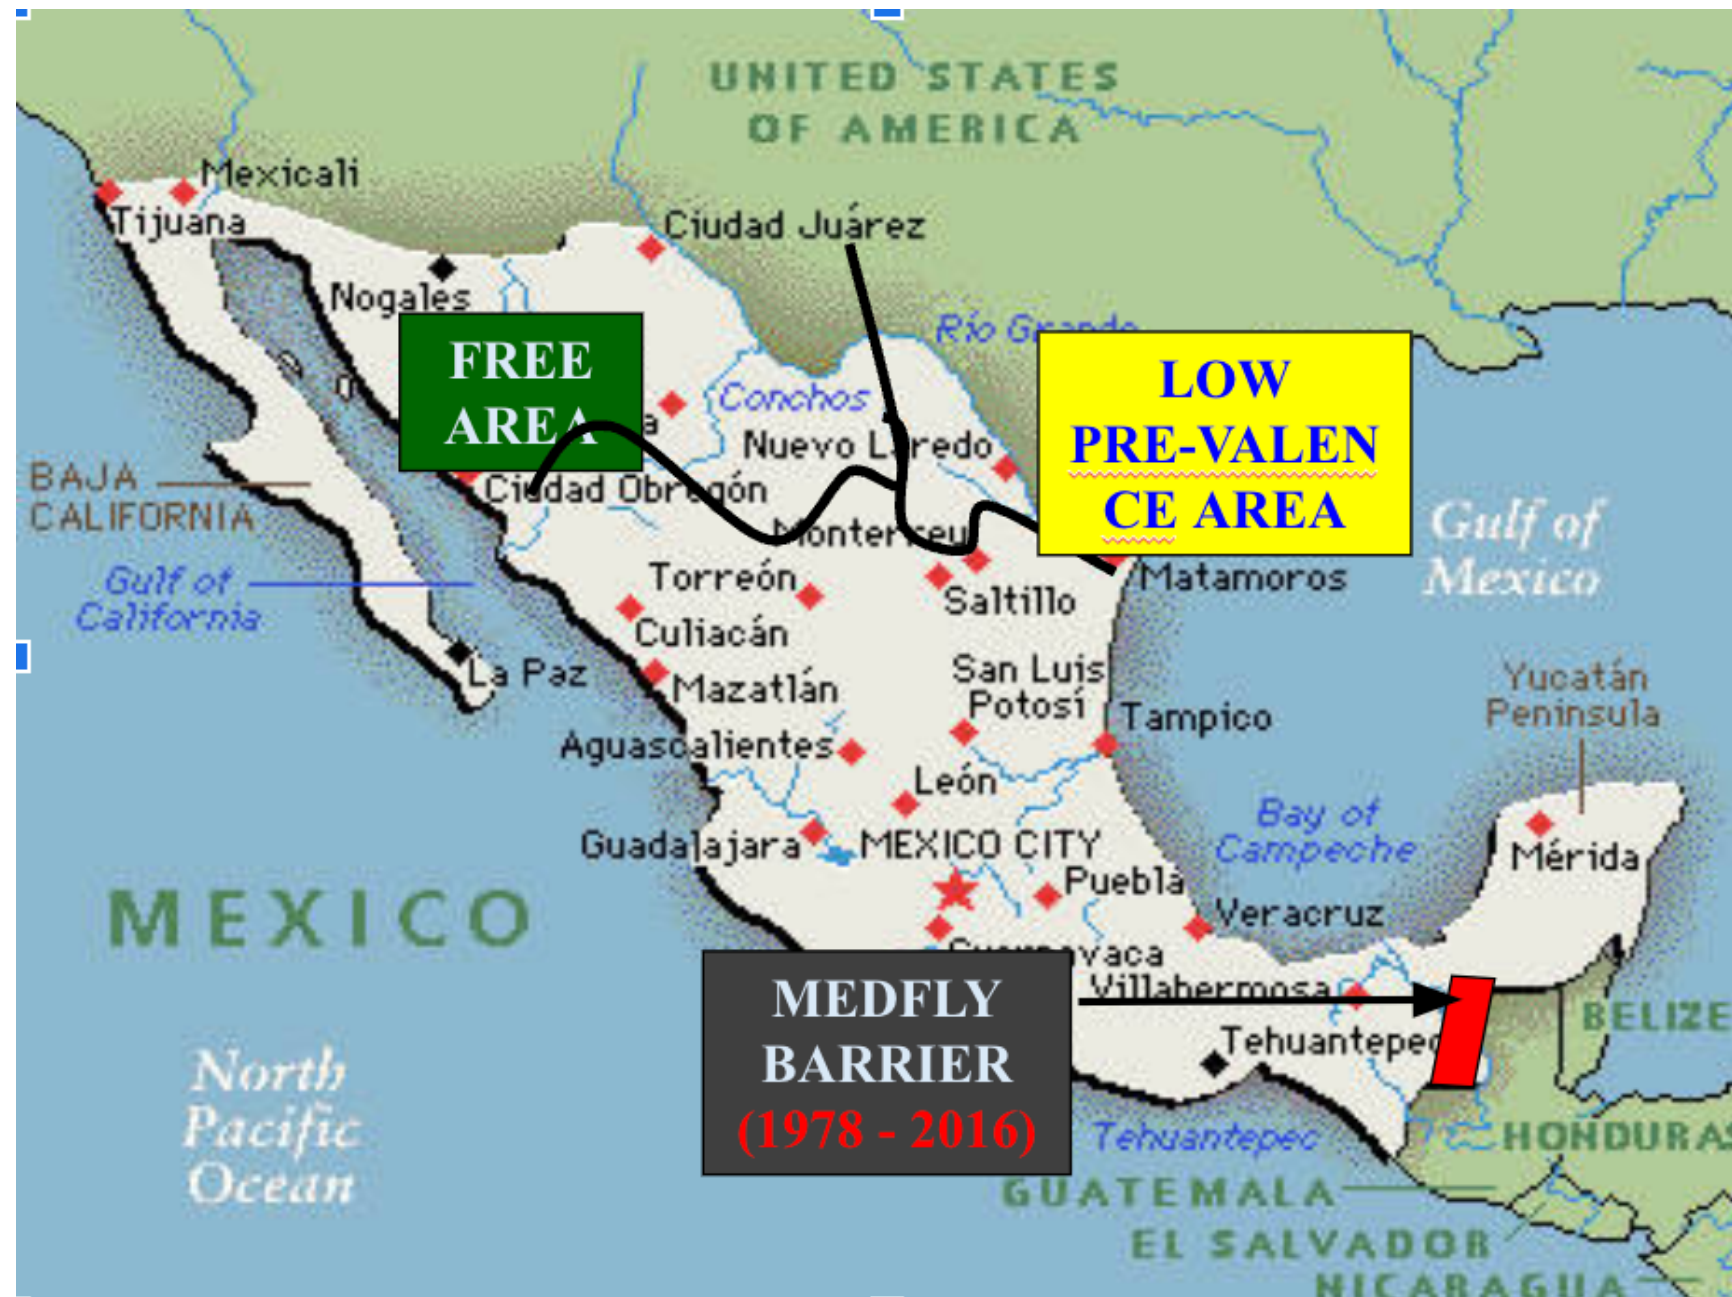 UNITED STATES
OF AMERICA
Mexicali
Tijuana
Ciudad Juárez
Nogales
Río
FREE
AREA
LOW
PRE-VALEN
CE AREA
Conchos
Nuevo Laredo
BAJA
CALIFORNIA
Ciudad Obregón
Monterrey
Gulf of
Mexico
Gulf of
California
Torreón
Saltillo
Matamoros
Culiacán
La Paz
Mazatlán
San Luis
Potosí
Tampico
Yucatán
Peninsula
Aguascalientes
León
Bay of
Campeche
Guadalajara
MEXICO CITY
Mérida
Puebla
MEXICO
Veracruz
Cuernavaca
MEDFLY
BARRIER
(1978 - 2016)
Villahermosa
BELIZE
Tehuantepec
North
Pacific
Ocean
Tehuantepec
HONDURAS
GUATEMALA
EL SALVADOR
NICARAGUA